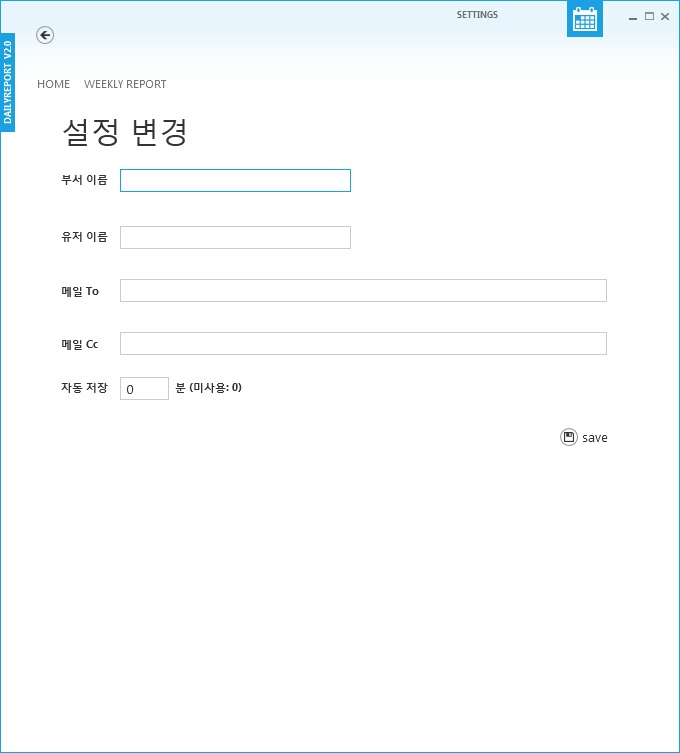 SETTINGS
DAILYREPORT V2.0
HOME WEEKLY REPORT
설정 변경
부서 이름
유저 이름
메일 To
메일 Cc
자동 저장 0 분 (미사용: 0)
save